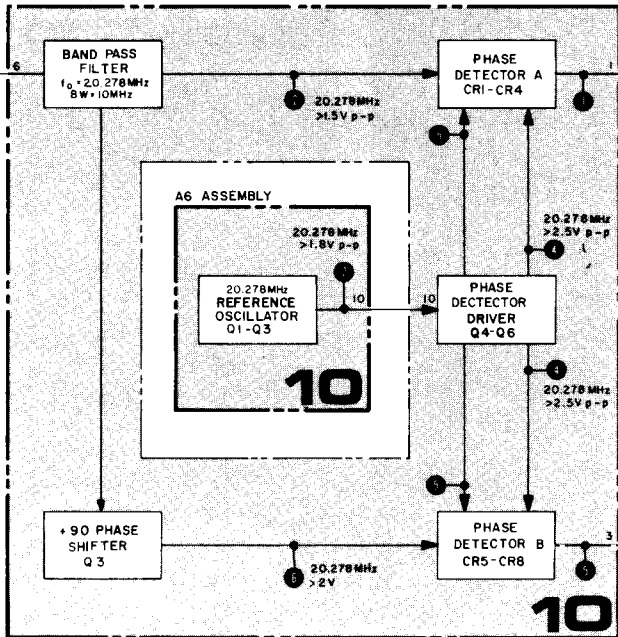 6
BAND PASS
FILTER
fo = 20.278MHz
BW = 10MHz
20.278MHz
>1.5V p-p
PHASE
DETECTOR A
CR1-CR4
1
A6 ASSEMBLY
20.278MHz
>1.8V p-p
20.278MHz
REFERENCE
OSCILLATOR
Q1-Q3
10
10
10
20.278MHz
>2.5V p-p
4
PHASE
DECTECTOR
DRIVER
Q4-Q6
4
20.278MHz
>2.5V p-p
5
+90 PHASE
SHIFTER
Q3
6
20.278MHz
>2V
PHASE
DETECTOR B
CR5-CR8
3
10